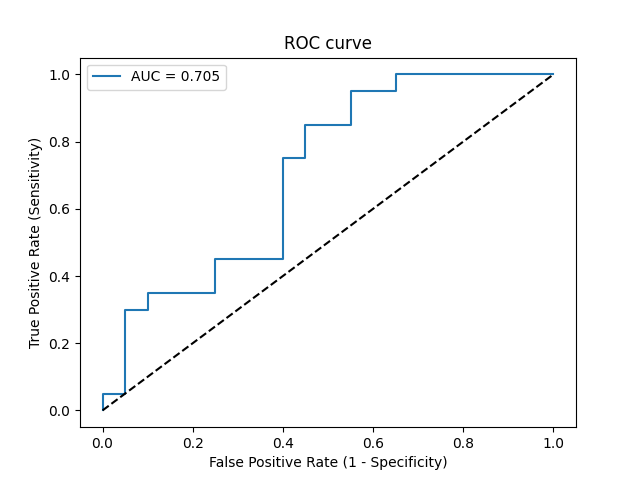 ROC curve
AUC = 0.705
1.0
0.8
0.6
0.4
0.2
0.0
True Positive Rate (Sensitivity)
0.0 0.2 0.4 0.6 0.8 1.0
False Positive Rate (1 - Specificity)